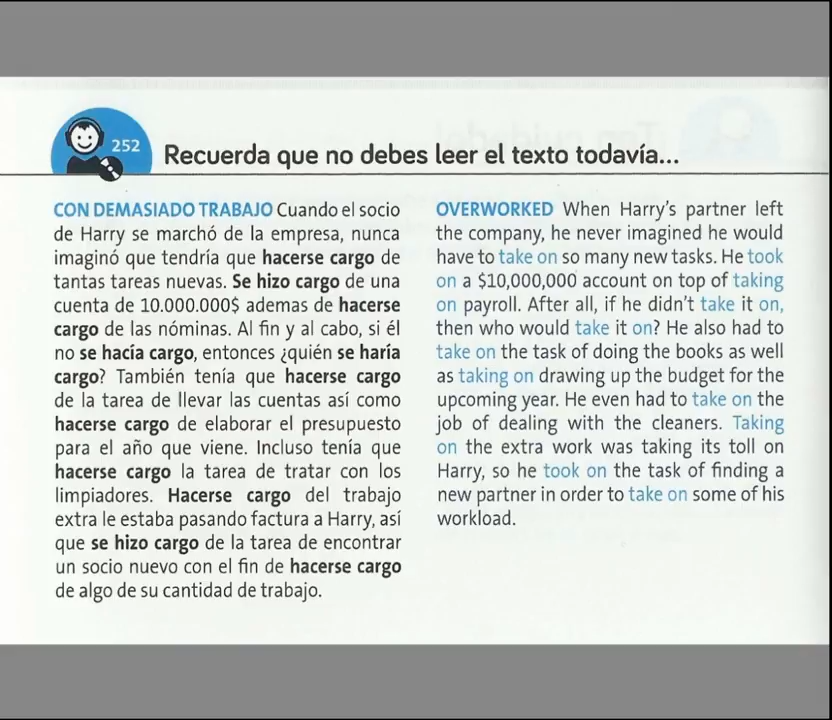 252
Recuerda que no debes leer el texto todavía...
CON DEMASIADO TRABAJO Cuando el socio
de Harry se marchó de la empresa, nunca
imaginó que tendría que hacerse cargo de
tantas tareas nuevas. Se hizo cargo de una
cuenta de 10.000.000$ ademas de hacerse
cargo de las nóminas. Al fin y al cabo, si él
no se hacía cargo, entonces ¿quién se haría
cargo? También tenía que hacerse cargo
de la tarea de llevar las cuentas así como
hacerse cargo de elaborar el presupuesto
para el año que viene. Incluso tenía que
hacerse cargo la tarea de tratar con los
limpiadores. Hacerse cargo del trabajo
extra le estaba pasando factura a Harry, así
que se hizo cargo de la tarea de encontrar
un socio nuevo con el fin de hacerse cargo
de algo de su cantidad de trabajo.
OVERWORKED When Harry's partner left
the company, he never imagined he would
have to take on so many new tasks. He took
on a $10,000,000 account on top of taking
on payroll. After all, if he didn't take it on,
then who would take it on? He also had to
take on the task of doing the books as well
as taking on drawing up the budget for the
upcoming year. He even had to take on the
job of dealing with the cleaners. Taking
on the extra work was taking its toll on
Harry, so he took on the task of finding a
new partner in order to take on some of his
workload.